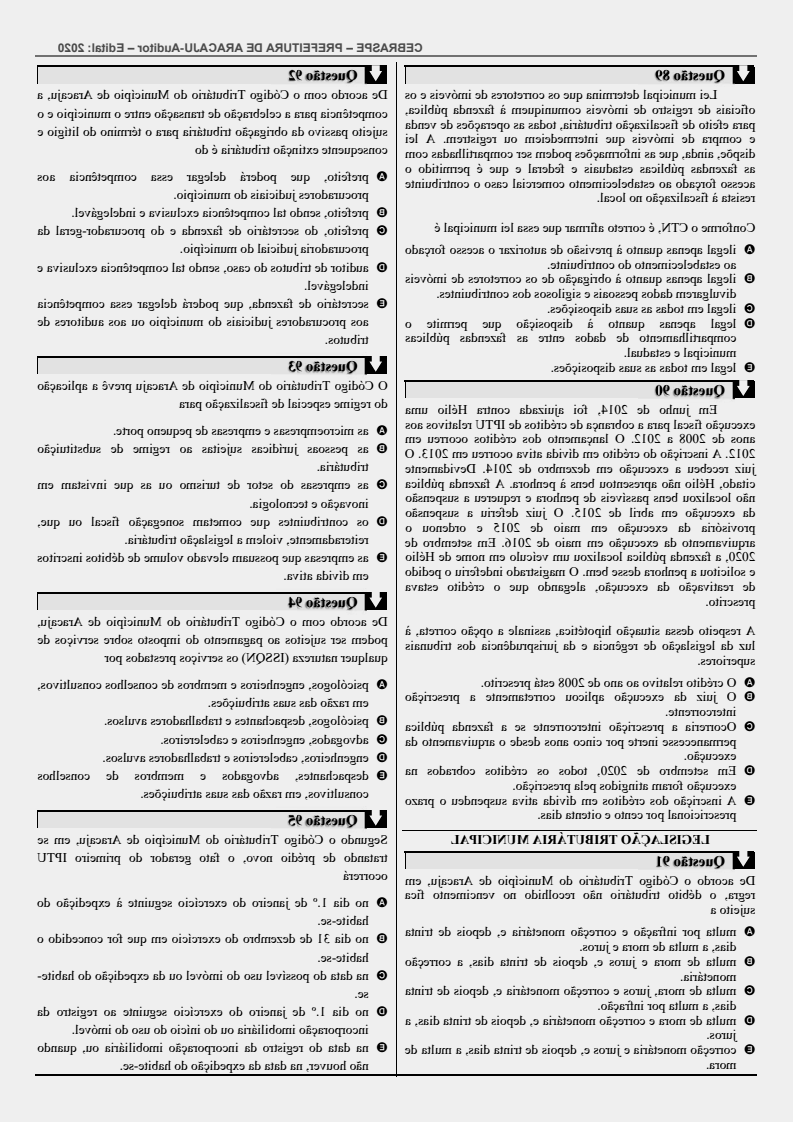 CEBRASPE – PREFEITURA DE ARACAJU-Auditor – Edital: 2020
Questão 89
Lei municipal determina que os corretores de imóveis e os
oficiais de registro de imóveis comuniquem à fazenda pública,
para efeito de fiscalização tributária, todas as operações de venda
e compra de imóveis que intermedeiem ou registem. A lei
dispõe, ainda, que as informações podem ser compartilhadas com
as fazendas públicas estaduais e federal e que é permitido o
acesso forçado ao estabelecimento comercial caso o contribuinte
resista à fiscalização no local.
Conforme o CTN, é correto afirmar que essa lei municipal é
A ilegal apenas quanto à previsão de autorizar o acesso forçado
ao estabelecimento do contribuinte.
B ilegal apenas quanto à obrigação de os corretores de imóveis
divulgarem dados pessoais e sigilosos dos contribuintes.
C ilegal em todas as suas disposições.
D legal apenas quanto à disposição que permite o
compartilhamento de dados entre as fazendas públicas
municipal e estadual.
E legal em todas as suas disposições.
Questão 90
Em junho de 2014, foi ajuizada contra Hélio uma
execução fiscal para a cobrança de créditos de IPTU relativos aos
anos de 2008 a 2012. O lançamento dos créditos ocorreu em
2012. A inscrição do crédito em dívida ativa ocorreu em 2013. O
juiz recebeu a execução em dezembro de 2014. Devidamente
citado, Hélio não apresentou bens à penhora. A fazenda pública
não localizou bens passíveis de penhora e requereu a suspensão
da execução em abril de 2015. O juiz deferiu a suspensão
provisória da execução em maio de 2015 e ordenou o
arquivamento da execução em maio de 2016. Em setembro de
2020, a fazenda pública localizou um veículo em nome de Hélio
e solicitou a penhora desse bem. O magistrado indeferiu o pedido
de reativação da execução, alegando que o crédito estava
prescrito.
A respeito dessa situação hipotética, assinale a opção correta, à
luz da legislação de regência e da jurisprudência dos tribunais
superiores.
A O crédito relativo ao ano de 2008 está prescrito.
B O juiz da execução aplicou corretamente a prescrição
intercorrente.
C Ocorreria a prescrição intercorrente se a fazenda pública
permanecesse inerte por cinco anos desde o arquivamento da
execução.
D Em setembro de 2020, todos os créditos cobrados na
execução foram atingidos pela prescrição.
E A inscrição dos créditos em dívida ativa suspendeu o prazo
prescricional por cento e oitenta dias.
LEGISLAÇÃO TRIBUTÁRIA MUNICIPAL
Questão 91
De acordo o Código Tributário do Município de Aracaju, em
regra, o débito tributário não recolhido no vencimento fica
sujeito a
A multa por infração e correção monetária e, depois de trinta
dias, a multa de mora e juros.
B multa de mora e juros e, depois de trinta dias, a correção
monetária.
C multa de mora, juros e correção monetária e, depois de trinta
dias, a multa por infração.
D multa de mora e correção monetária e, depois de trinta dias, a
juros.
E correção monetária e juros e, depois de trinta dias, a multa de
mora.
Questão 92
De acordo com o Código Tributário do Município de Aracaju, a
competência para a celebração de transação entre o município e o
sujeito passivo da obrigação tributária para o término do litígio e
consequente extinção tributária é do
A prefeito, que poderá delegar essa competência aos
procuradores judiciais do município.
B prefeito, sendo tal competência exclusiva e indelegável.
C prefeito, do secretário de fazenda e do procurador-geral da
procuradoria judicial do município.
D auditor de tributos do caso, sendo tal competência exclusiva e
indelegável.
E secretário de fazenda, que poderá delegar essa competência
aos procuradores judiciais do município ou aos auditores de
tributos.
Questão 93
O Código Tributário do Município de Aracaju prevê a aplicação
do regime especial de fiscalização para
A as microempresas e empresas de pequeno porte.
B as pessoas jurídicas sujeitas ao regime de substituição
tributária.
C as empresas do setor de turismo ou as que invistam em
inovação e tecnologia.
D os contribuintes que cometam sonegação fiscal ou que,
reiteradamente, violem a legislação tributária.
E as empresas que possuam elevado volume de débitos inscritos
em dívida ativa.
Questão 94
De acordo com o Código Tributário do Município de Aracaju,
podem ser sujeitos ao pagamento do imposto sobre serviços de
qualquer natureza (ISSQN) os serviços prestados por
A psicólogos, engenheiros e membros de conselhos consultivos,
em razão das suas atribuições.
B psicólogos, despachantes e trabalhadores avulsos.
C advogados, engenheiros e cabeleireiros.
D engenheiros, cabeleireiros e trabalhadores avulsos.
E despachantes, advogados e membros de conselhos
consultivos, em razão das suas atribuições.
Questão 95
Segundo o Código Tributário do Município de Aracaju, em se
tratando de prédio novo, o fato gerador do primeiro IPTU
ocorrerá
A no dia 1.º de janeiro do exercício seguinte à expedição do
habite-se.
B no dia 31 de dezembro do exercício em que for concedido o
habite-se.
C na data do possível uso do imóvel ou da expedição do habite-
se.
D no dia 1.º de janeiro do exercício seguinte ao registro da
incorporação imobiliária ou do início do uso do imóvel.
E na data do registro da incorporação imobiliária ou, quando
não houver, na data da expedição do habite-se.